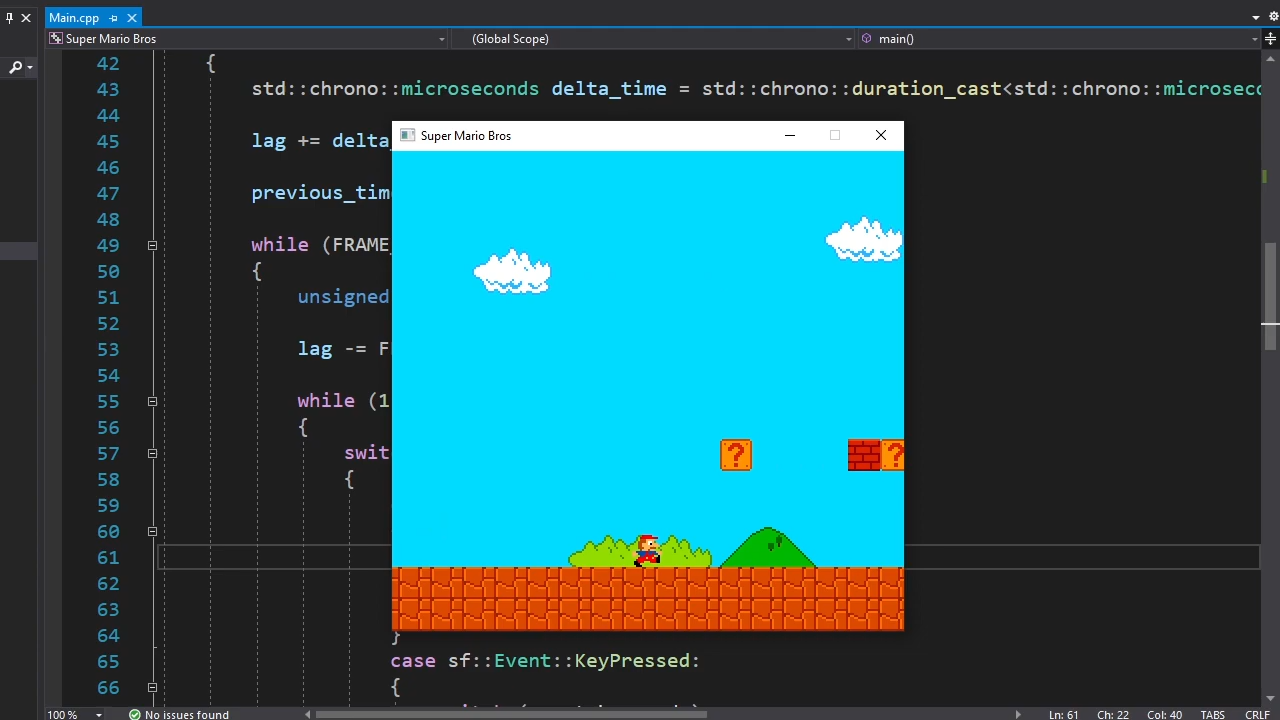 Main.cpp
Super Mario Bros (Global Scope) main()
42 {
43 std::chrono::microseconds delta_time = std::chrono::duration_cast<std::chrono::microsec
44
45 lag += delta_
46
47 previous_tim
48
49 while (FRAME_
50 {
51 unsigned
52
53 lag -= F
54
55 while (1
56 {
57 swit
58 {
59
60
61
62
63
64 }
65 case sf::Event::KeyPressed:
66 {
Super Mario Bros
?
?
100 % No issues found Ln: 61 Ch: 22 Col: 40 TABS CRLF